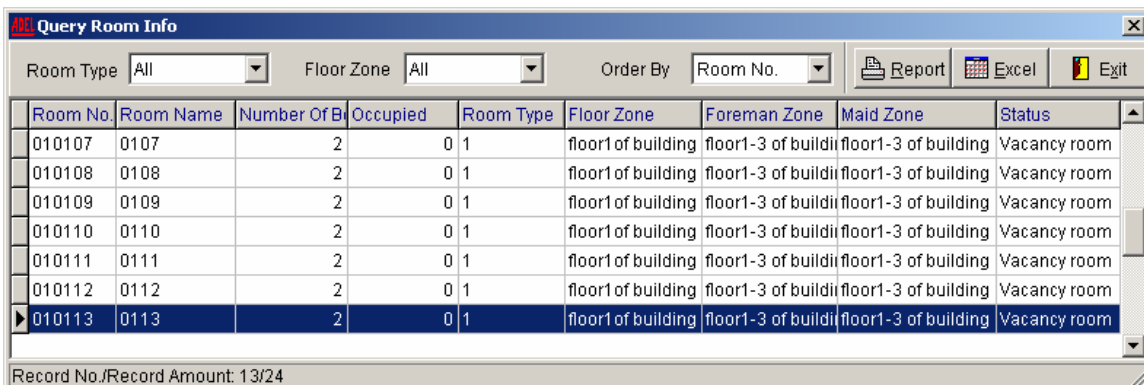 ADEL Query Room Info
Room Type All Floor Zone All Order By Room No. Report Excel Exit
Room No. Room Name Number Of B Occupied Room Type Floor Zone Foreman Zone Maid Zone Status
010107 0107 2 0 1 floor1 of building floor1-3 of buildi floor1-3 of building Vacancy room
010108 0108 2 0 1 floor1 of building floor1-3 of buildi floor1-3 of building Vacancy room
010109 0109 2 0 1 floor1 of building floor1-3 of buildi floor1-3 of building Vacancy room
010110 0110 2 0 1 floor1 of building floor1-3 of buildi floor1-3 of building Vacancy room
010111 0111 2 0 1 floor1 of building floor1-3 of buildi floor1-3 of building Vacancy room
010112 0112 2 0 1 floor1 of building floor1-3 of buildi floor1-3 of building Vacancy room
010113 0113 2 0 1 floor1 of building floor1-3 of buildi floor1-3 of building Vacancy room
Record No./Record Amount: 13/24